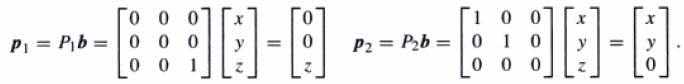 p₁ = P₁b = [0 0 0; 0 0 0; 0 0 1] [x; y; z] = [0; 0; z]  p₂ = P₂b = [1 0 0; 0 1 0; 0 0 0] [x; y; z] = [x; y; 0] .